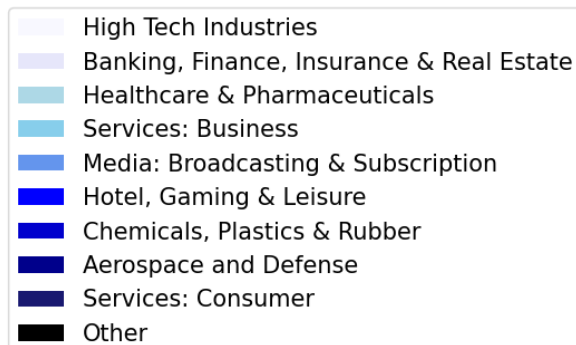 High Tech Industries
Banking, Finance, Insurance & Real Estate
Healthcare & Pharmaceuticals
Services: Business
Media: Broadcasting & Subscription
Hotel, Gaming & Leisure
Chemicals, Plastics & Rubber
Aerospace and Defense
Services: Consumer
Other